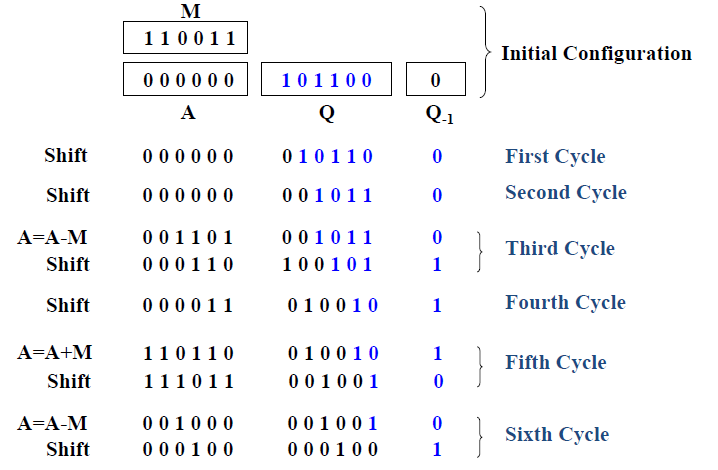 M
1 1 0 0 1 1
0 0 0 0 0 0 1 0 1 1 0 0 0
Initial Configuration
A Q Q-1
Shift 0 0 0 0 0 0 0 1 0 1 1 0 0 First Cycle
Shift 0 0 0 0 0 0 0 0 1 0 1 1 0 Second Cycle
A=A-M 0 0 1 1 0 1 0 0 1 0 1 1 0
Shift 0 0 0 1 1 0 1 0 0 1 0 1 1
Third Cycle
Shift 0 0 0 0 1 1 0 1 0 0 1 0 1 Fourth Cycle
A=A+M 1 1 0 1 1 0 0 1 0 0 1 0 1
Shift 1 1 1 0 1 1 0 0 1 0 0 1 0
Fifth Cycle
A=A-M 0 0 1 0 0 0 0 0 1 0 0 1 0
Shift 0 0 0 1 0 0 0 0 0 1 0 0 1
Sixth Cycle